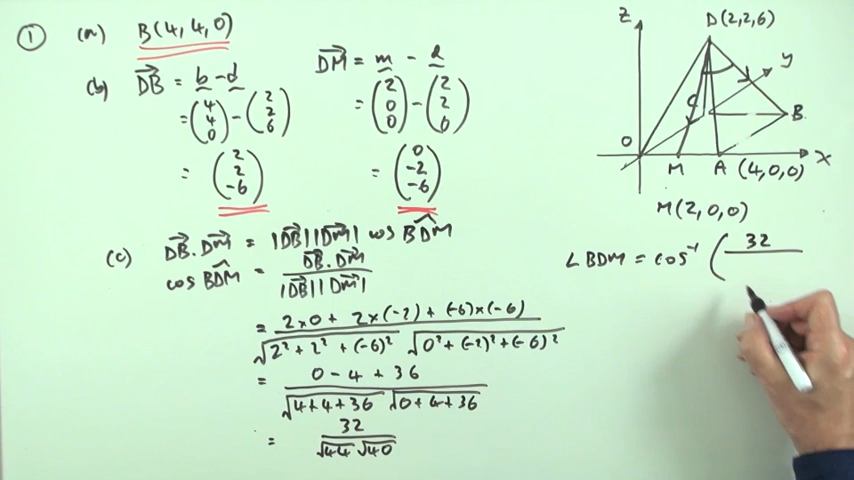 ① (a) B(4,4,0)
(b) DB→ = b - d
= (4 4 0) - (2 2 6)
= (2 2 -6)
DM→ = m - d
= (2 0 0) - (2 2 6)
= (0 -2 -6)
(c) DB→ . DM→ = |DB→||DM→| cos BD̂M
cos BD̂M = DB→ . DM→ / |DB→||DM→|
= 2×0 + 2×(-2) + (-6)×(-6) / √2²+2²+(-6)² √0²+(-2)²+(-6)²
= 0 - 4 + 36 / √4+4+36 √0+4+36
= 32 / √44 √40
Z
D(2,2,6)
y
C
B
O
M A (4,0,0) X
M(2,0,0)
∠BDM = cos⁻¹ ( 32